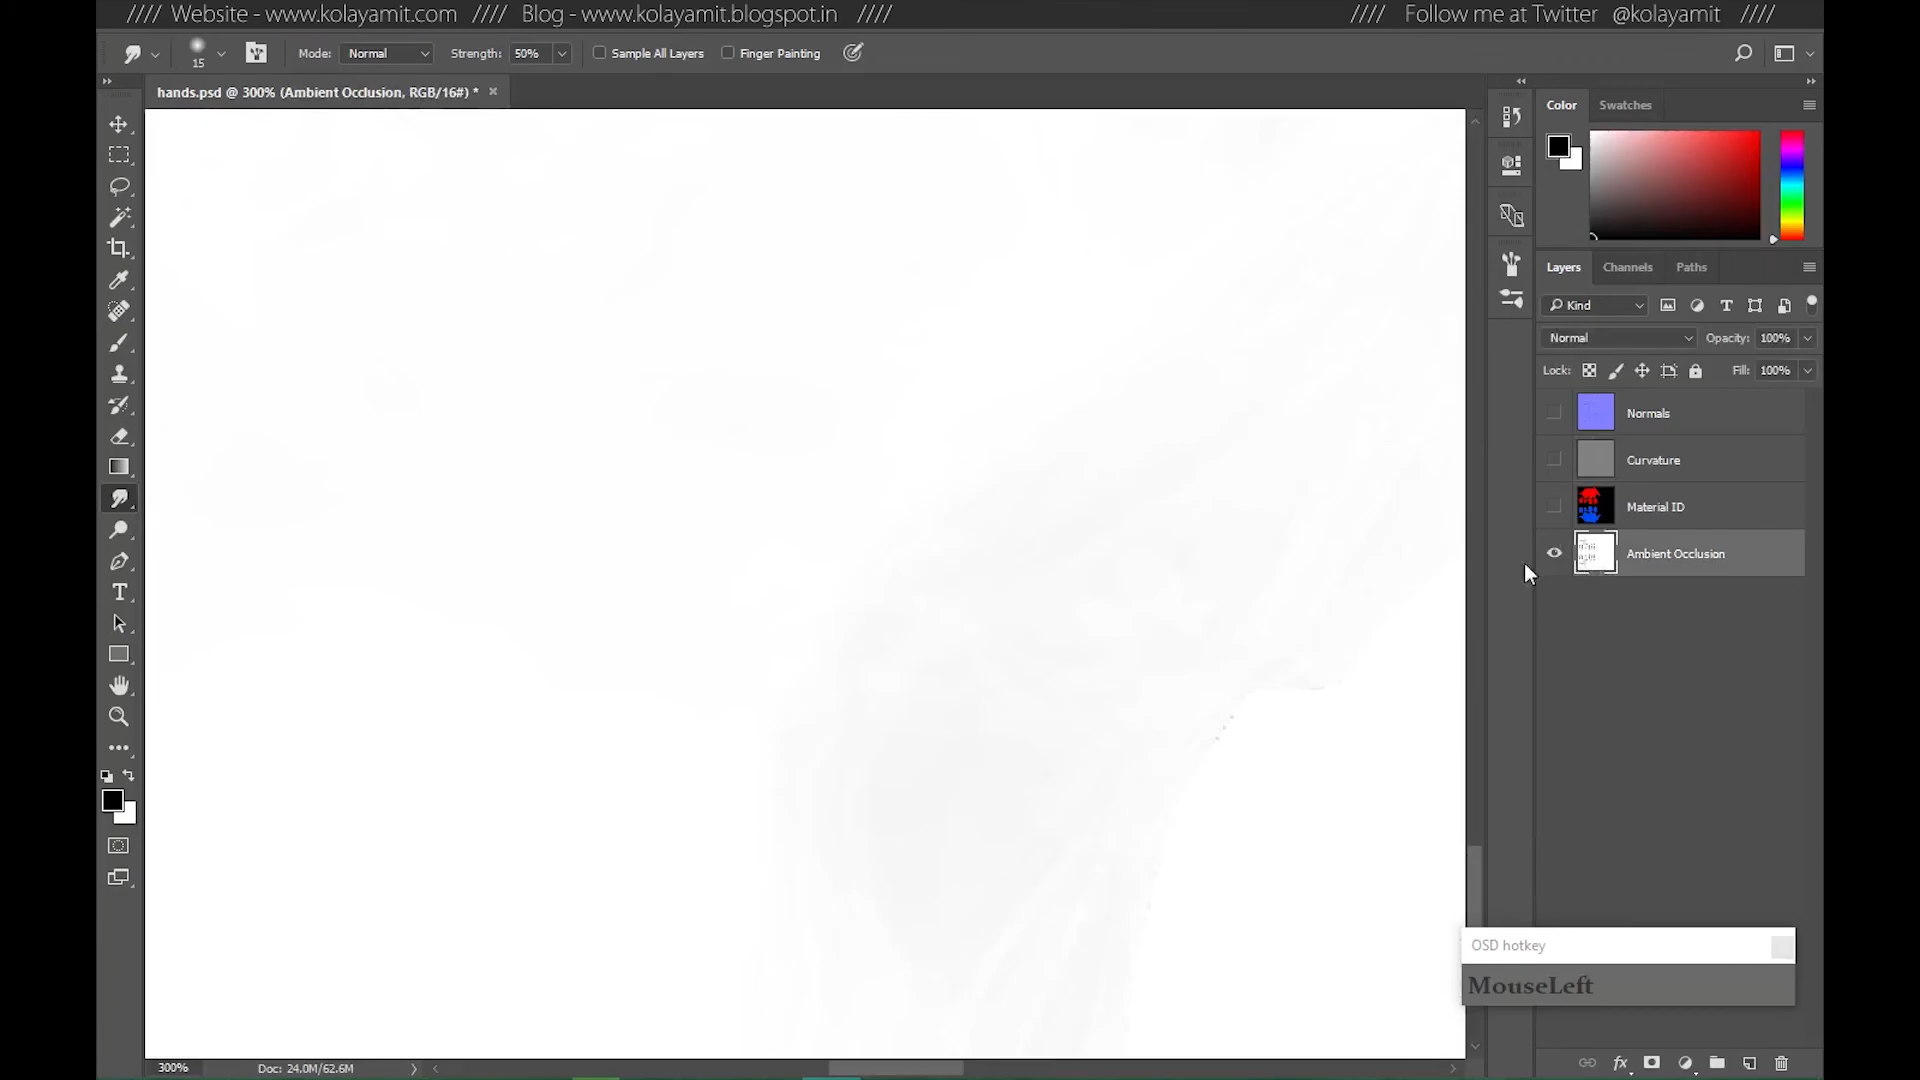 //// Website - www.kolayamit.com //// Blog - www.kolayamit.blogspot.in //// //// Follow me at Twitter @kolayamit ////
15 Mode: Normal Strength: 50% Sample All Layers Finger Painting
hands.psd @ 300% (Ambient Occlusion, RGB/16#) * ×
Color Swatches
Layers Channels Paths
Kind
Normal Opacity: 100%
Lock: Fill: 100%
Normals
Curvature
Material ID
Ambient Occlusion
OSD hotkey
MouseLeft
300% Doc: 24.0M/62.6M